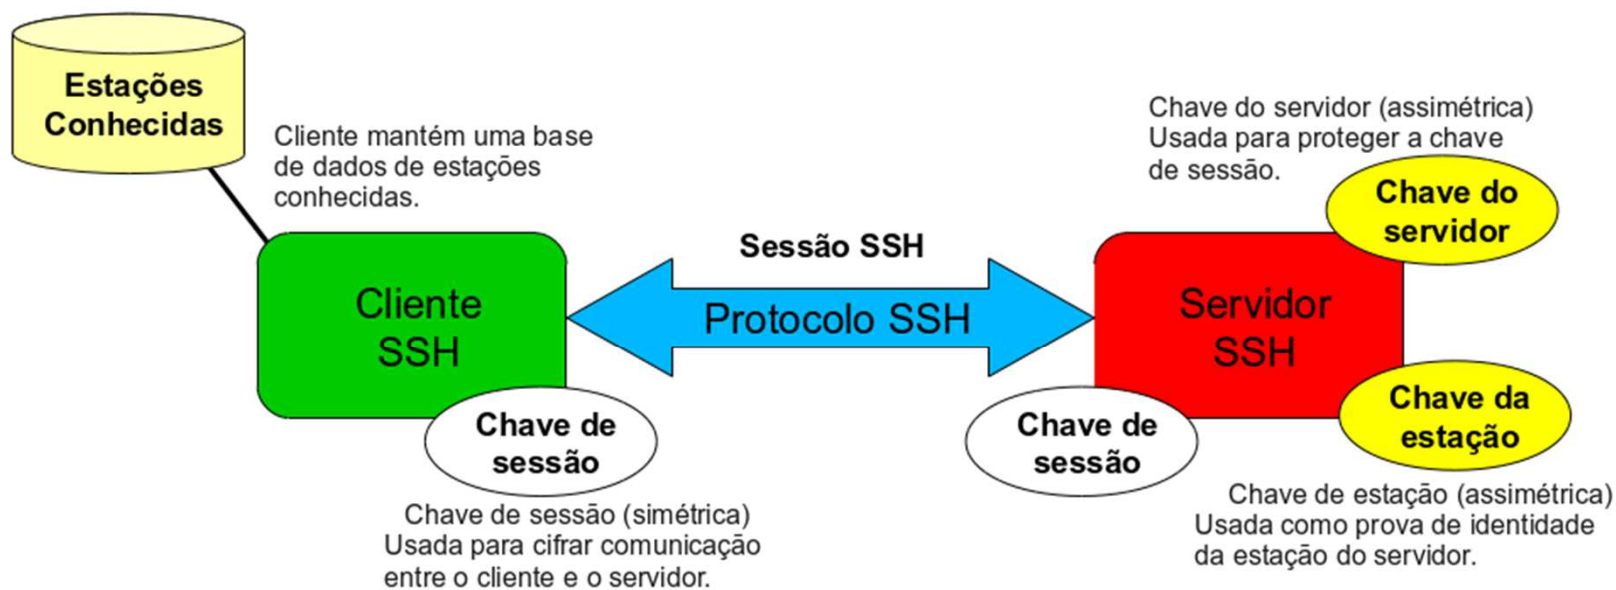 Estações
Conhecidas
Cliente mantém uma base
de dados de estações
conhecidas.
Chave do servidor (assimétrica)
Usada para proteger a chave
de sessão.
Chave do
servidor
Sessão SSH
Cliente
SSH
Protocolo SSH
Servidor
SSH
Chave de
sessão
Chave de
sessão
Chave da
estação
Chave de sessão (simétrica)
Usada para cifrar comunicação
entre o cliente e o servidor.
Chave de estação (assimétrica)
Usada como prova de identidade
da estação do servidor.